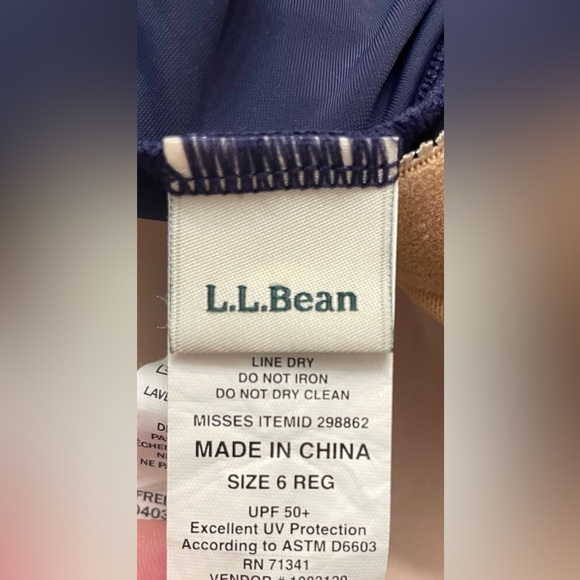 L.L.Bean
LINE DRY
DO NOT IRON
DO NOT DRY CLEAN
MISSES ITEMID 298862
MADE IN CHINA
SIZE 6 REG
UPF 50+
Excellent UV Protection
According to ASTM D6603
RN 71341